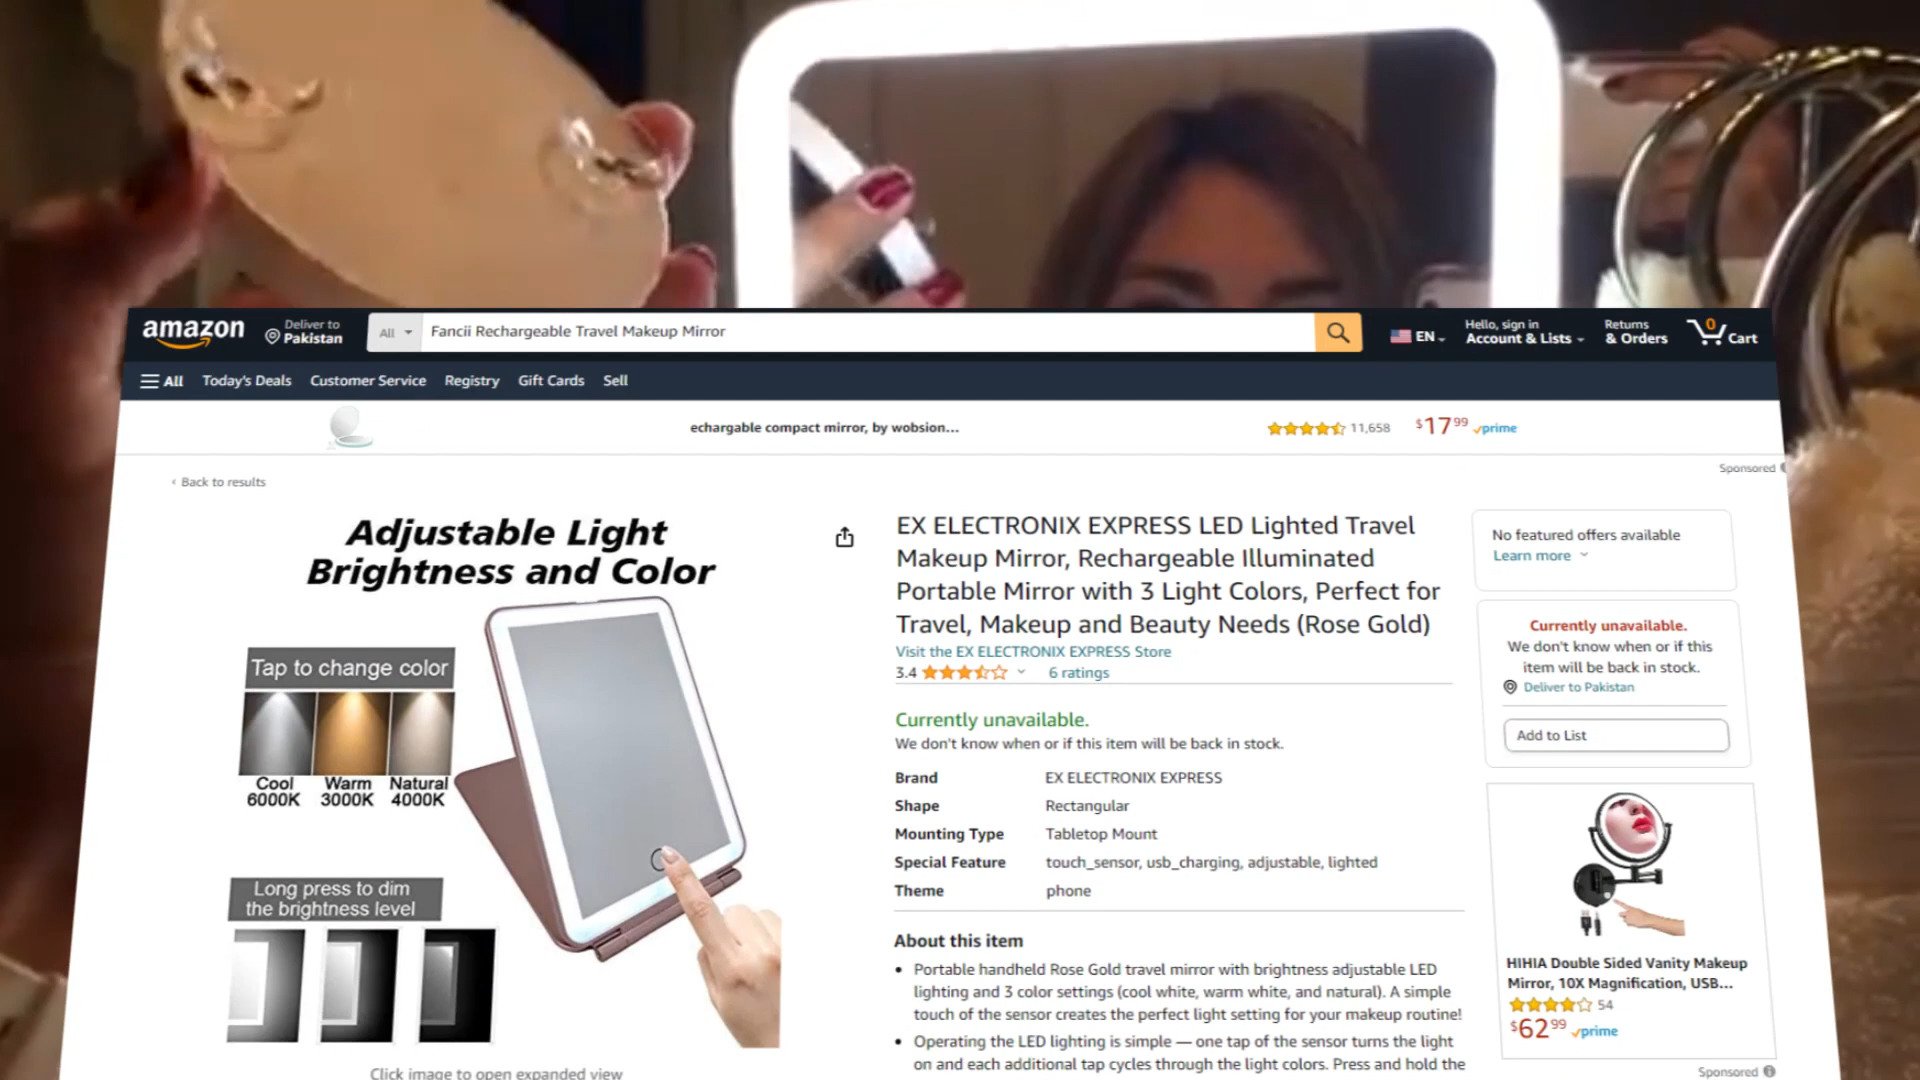 amazon
Deliver to
Pakistan
All
Fancii Rechargeable Travel Makeup Mirror
EN
Hello, sign in
Account & Lists
Returns
& Orders
0
Cart
All
Today's Deals
Customer Service
Registry
Gift Cards
Sell
echargable compact mirror, by wobsion...
11,658
$17.99
prime
Sponsored
‹ Back to results
Adjustable Light
Brightness and Color
Tap to change color
Cool
6000K
Warm
3000K
Natural
4000K
Long press to dim
the brightness level
Click image to open expanded view
EX ELECTRONIX EXPRESS LED Lighted Travel
Makeup Mirror, Rechargeable Illuminated
Portable Mirror with 3 Light Colors, Perfect for
Travel, Makeup and Beauty Needs (Rose Gold)
Visit the EX ELECTRONIX EXPRESS Store
3.4
6 ratings
Currently unavailable.
We don't know when or if this item will be back in stock.
Brand EX ELECTRONIX EXPRESS
Shape Rectangular
Mounting Type Tabletop Mount
Special Feature touch_sensor, usb_charging, adjustable, lighted
Theme phone
About this item
• Portable handheld Rose Gold travel mirror with brightness adjustable LED
lighting and 3 color settings (cool white, warm white, and natural). A simple
touch of the sensor creates the perfect light setting for your makeup routine!
• Operating the LED lighting is simple — one tap of the sensor turns the light
on and each additional tap cycles through the light colors. Press and hold the
No featured offers available
Learn more
Currently unavailable.
We don't know when or if this
item will be back in stock.
Deliver to Pakistan
Add to List
HIHIA Double Sided Vanity Makeup
Mirror, 10X Magnification, USB...
54
$62.99
prime
Sponsored